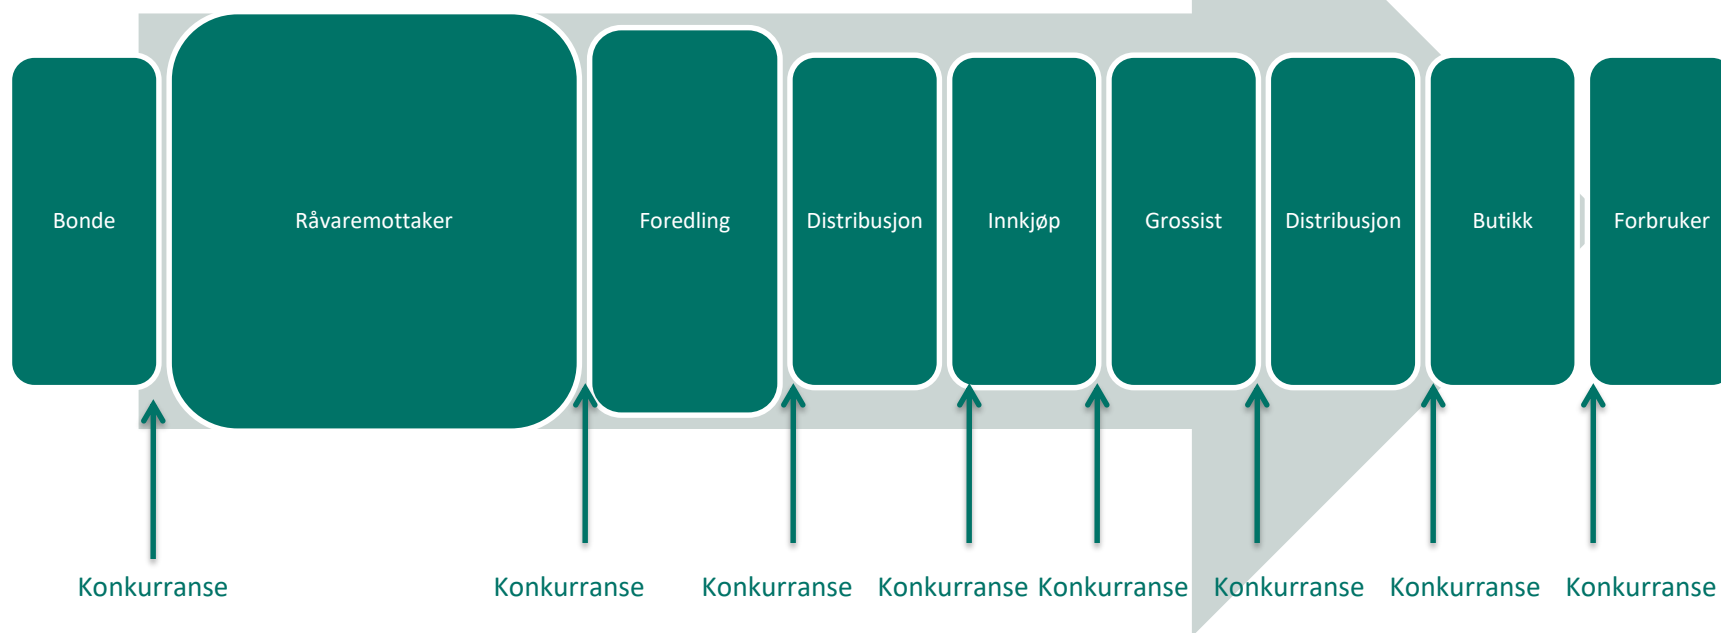 Bonde
Råvaremottaker
Foredling
Distribusjon
Innkjøp
Grossist
Distribusjon
Butikk
Forbruker
Konkurranse
Konkurranse
Konkurranse
Konkurranse
Konkurranse
Konkurranse
Konkurranse
Konkurranse